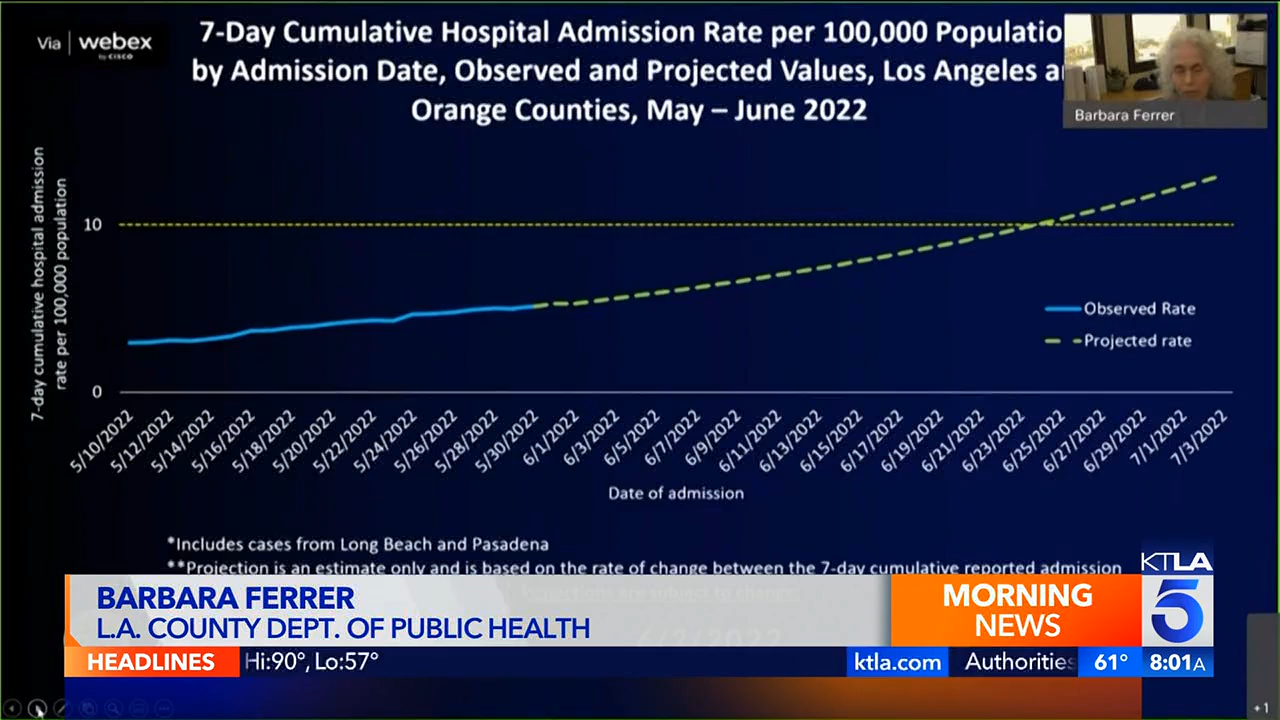 Via | webex
by CISCO
7-Day Cumulative Hospital Admission Rate per 100,000 Populatio
by Admission Date, Observed and Projected Values, Los Angeles a
Orange Counties, May – June 2022
Barbara Ferrer
7-day cumulative hospital admission
rate per 100,000 population
10
0
Observed Rate
Projected rate
5/10/2022
5/12/2022
5/14/2022
5/16/2022
5/18/2022
5/20/2022
5/22/2022
5/24/2022
5/26/2022
5/28/2022
5/30/2022
6/1/2022
6/3/2022
6/5/2022
6/7/2022
6/9/2022
6/11/2022
6/13/2022
6/15/2022
6/17/2022
6/19/2022
6/21/2022
6/23/2022
6/25/2022
6/27/2022
6/29/2022
7/1/2022
7/3/2022
Date of admission
*Includes cases from Long Beach and Pasadena
**Projection is an estimate only and is based on the rate of change between the 7-day cumulative reported admission
6/2/2022
BARBARA FERRER
L.A. COUNTY DEPT. OF PUBLIC HEALTH
MORNING
NEWS
KTLA
5
HEADLINES
Hi:90°, Lo:57°
ktla.com
Authorities
61°
8:01A
+1